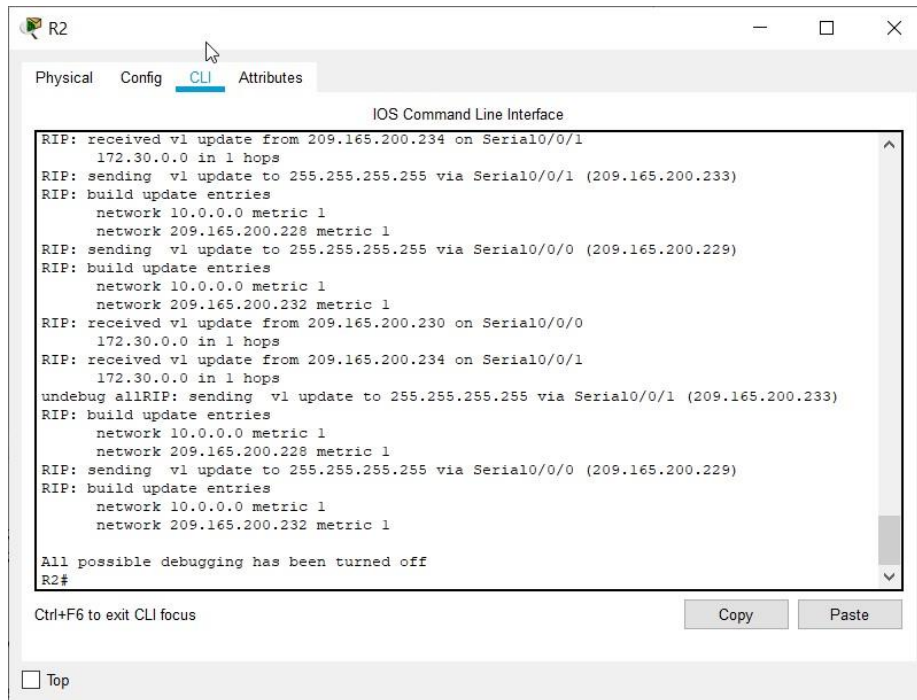 R2
Physical Config CLI Attributes
IOS Command Line Interface
RIP: received v1 update from 209.165.200.234 on Serial0/0/1
      172.30.0.0 in 1 hops
RIP: sending  v1 update to 255.255.255.255 via Serial0/0/1 (209.165.200.233)
RIP: build update entries
      network 10.0.0.0 metric 1
      network 209.165.200.228 metric 1
RIP: sending  v1 update to 255.255.255.255 via Serial0/0/0 (209.165.200.229)
RIP: build update entries
      network 10.0.0.0 metric 1
      network 209.165.200.232 metric 1
RIP: received v1 update from 209.165.200.230 on Serial0/0/0
      172.30.0.0 in 1 hops
RIP: received v1 update from 209.165.200.234 on Serial0/0/1
      172.30.0.0 in 1 hops
undebug allRIP: sending  v1 update to 255.255.255.255 via Serial0/0/1 (209.165.200.233)
RIP: build update entries
      network 10.0.0.0 metric 1
      network 209.165.200.228 metric 1
RIP: sending  v1 update to 255.255.255.255 via Serial0/0/0 (209.165.200.229)
RIP: build update entries
      network 10.0.0.0 metric 1
      network 209.165.200.232 metric 1
All possible debugging has been turned off
R2#
Ctrl+F6 to exit CLI focus
Copy Paste
Top